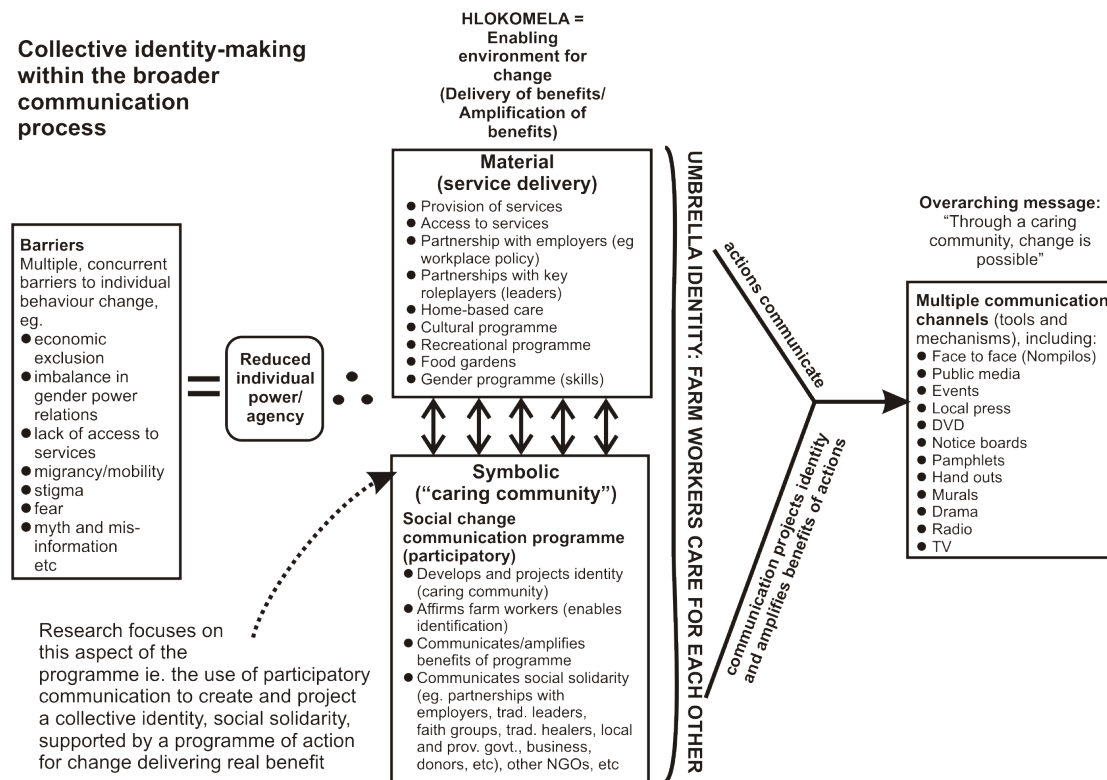 Collective identity-making
within the broader
communication
process
HLOKOMELA =
Enabling
environment for
change
(Delivery of benefits/
Amplification of
benefits)
Barriers
Multiple, concurrent
barriers to individual
behaviour change,
eg.
● economic
exclusion
● imbalance in
gender power
relations
● lack of access to
services
● migrancy/mobility
● stigma
● fear
● myth and mis-
information
etc
=
Reduced
individual
power/
agency
∴
Material
(service delivery)
● Provision of services
● Access to services
● Partnership with employers (eg
workplace policy)
● Partnerships with key
roleplayers (leaders)
● Home-based care
● Cultural programme
● Recreational programme
● Food gardens
● Gender programme (skills)
Symbolic
(“caring community”)
Social change
communication programme
(participatory)
● Develops and projects identity
(caring community)
● Affirms farm workers (enables
identification)
● Communicates/amplifies
benefits of programme
● Communicates social solidarity
(eg. partnerships with
employers, trad. leaders,
faith groups, trad. healers, local
and prov. govt., business,
donors, etc), other NGOs, etc
Research focuses on
this aspect of the
programme ie. the use of participatory
communication to create and project
a collective identity, social solidarity,
supported by a programme of action
for change delivering real benefit
UMBRELLA IDENTITY: FARM WORKERS CARE FOR EACH OTHER
actions communicate
communication projects identity
and amplifies benefits of actions
Overarching message:
“Through a caring
community, change is
possible”
Multiple communication
channels (tools and
mechanisms), including:
● Face to face (Nompilos)
● Public media
● Events
● Local press
● DVD
● Notice boards
● Pamphlets
● Hand outs
● Murals
● Drama
● Radio
● TV